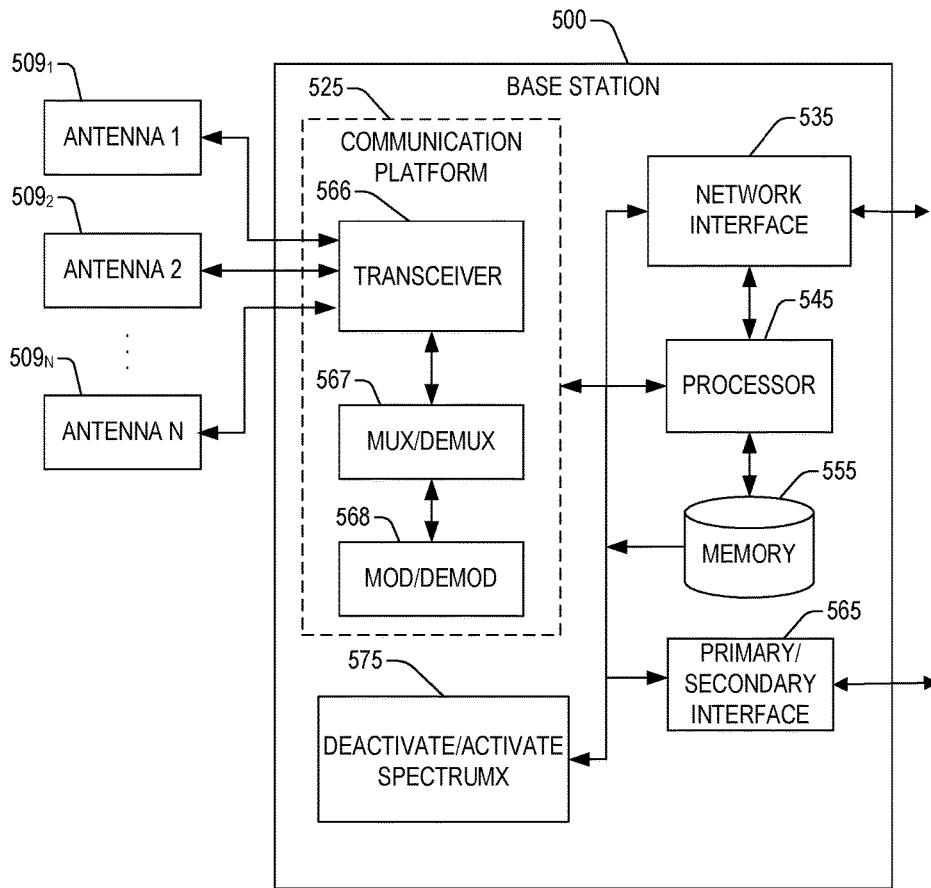 500
509₁
BASE STATION
525
535
ANTENNA 1
COMMUNICATION
PLATFORM
NETWORK
INTERFACE
509₂
566
ANTENNA 2
TRANSCEIVER
545
PROCESSOR
509N
567
ANTENNA N
MUX/DEMUX
555
MEMORY
568
MOD/DEMOD
565
PRIMARY/
SECONDARY
INTERFACE
575
DEACTIVATE/ACTIVATE
SPECTRUMX